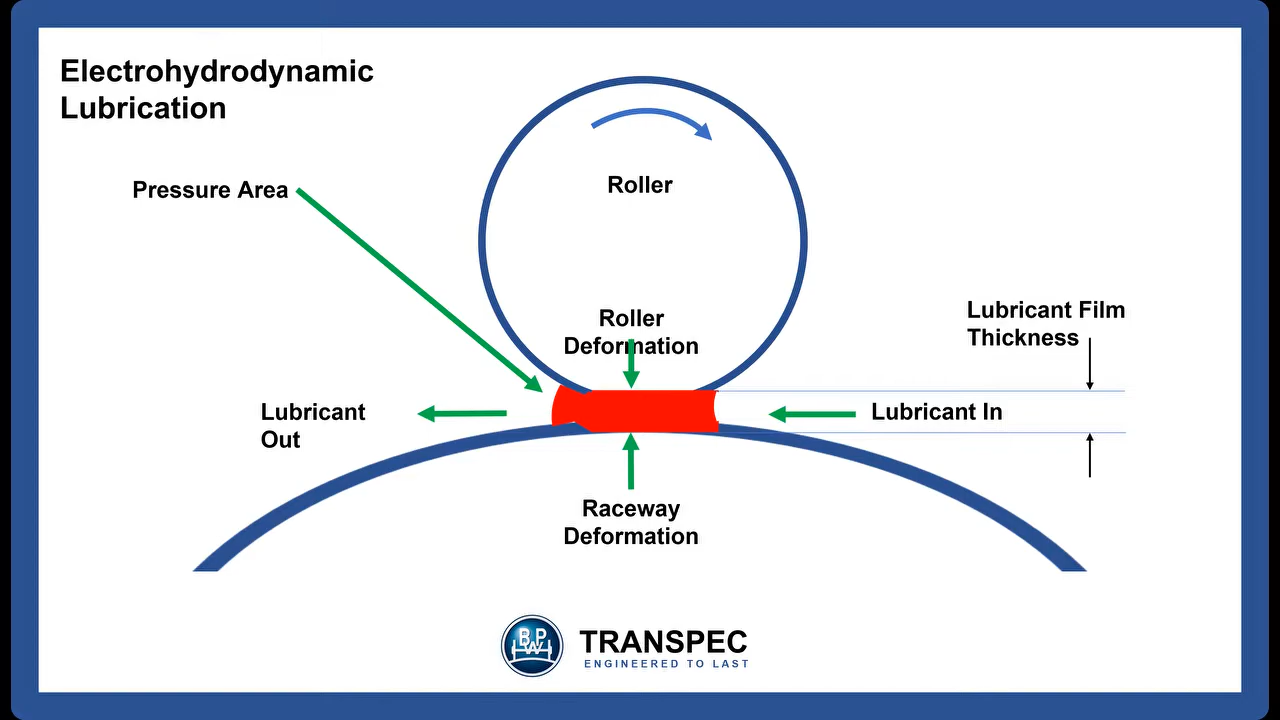 Electrohydrodynamic
Lubrication
Pressure Area
Roller
Roller
Deformation
Lubricant Film
Thickness
Lubricant
Out
Lubricant In
Raceway
Deformation
BPW
TRANSPEC
ENGINEERED TO LAST